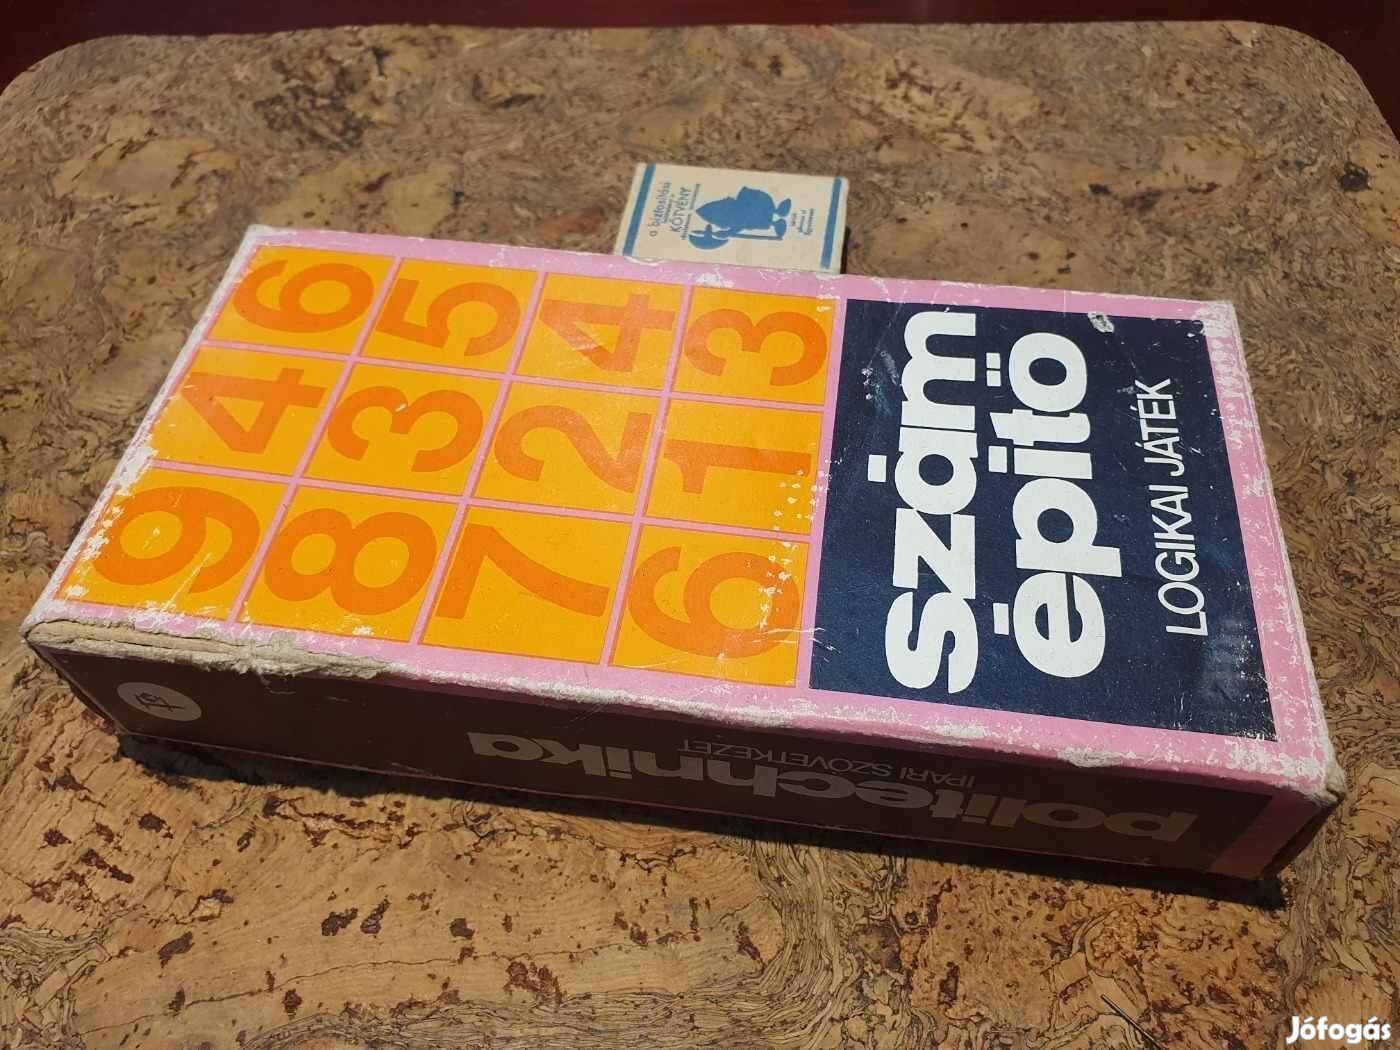 9 4 6
8 3 5
7 2 4
6 1 3
szám
épitö
LOGIKAI JÁTÉK
politechnika
IPARI SZÖVETKEZET
a biztosítási
KÖTVÉNY
Jófogás